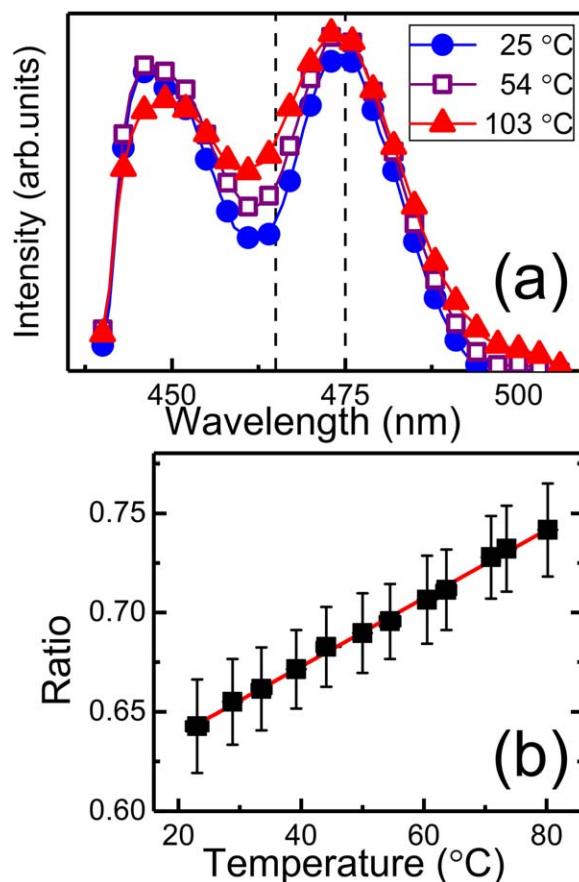 Intensity (arb.units)
25 °C
54 °C
103 °C
(a)
450 475 500
Wavelength (nm)
Ratio
0.75
0.70
0.65
0.60
(b)
20 40 60 80
Temperature (°C)